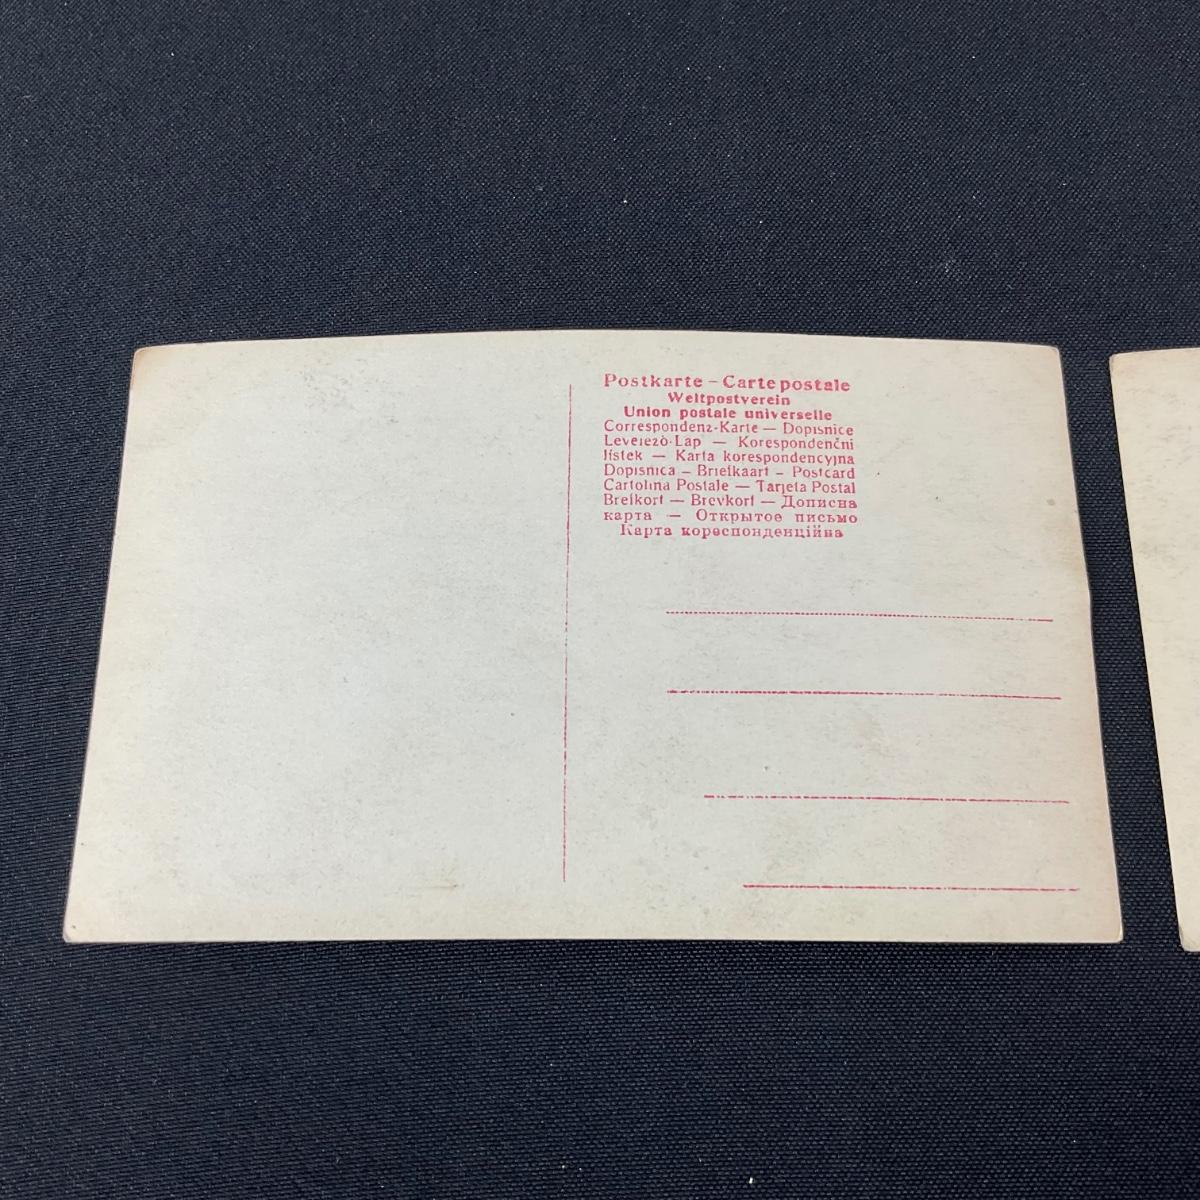 Postkarte – Carte postale
Weltpostverein
Union postale universelle
Correspondenz-Karte — Dopisnice
Levelező-Lap — Korespondenční
lístek — Karta korespondencyjna
Dopisnica – Briefkaart – Postcard
Cartolina Postale — Tarjeta Postal
Brefkort — Brevkort — Дописна
карта — Открытое письмо
Карта кореспонденційна